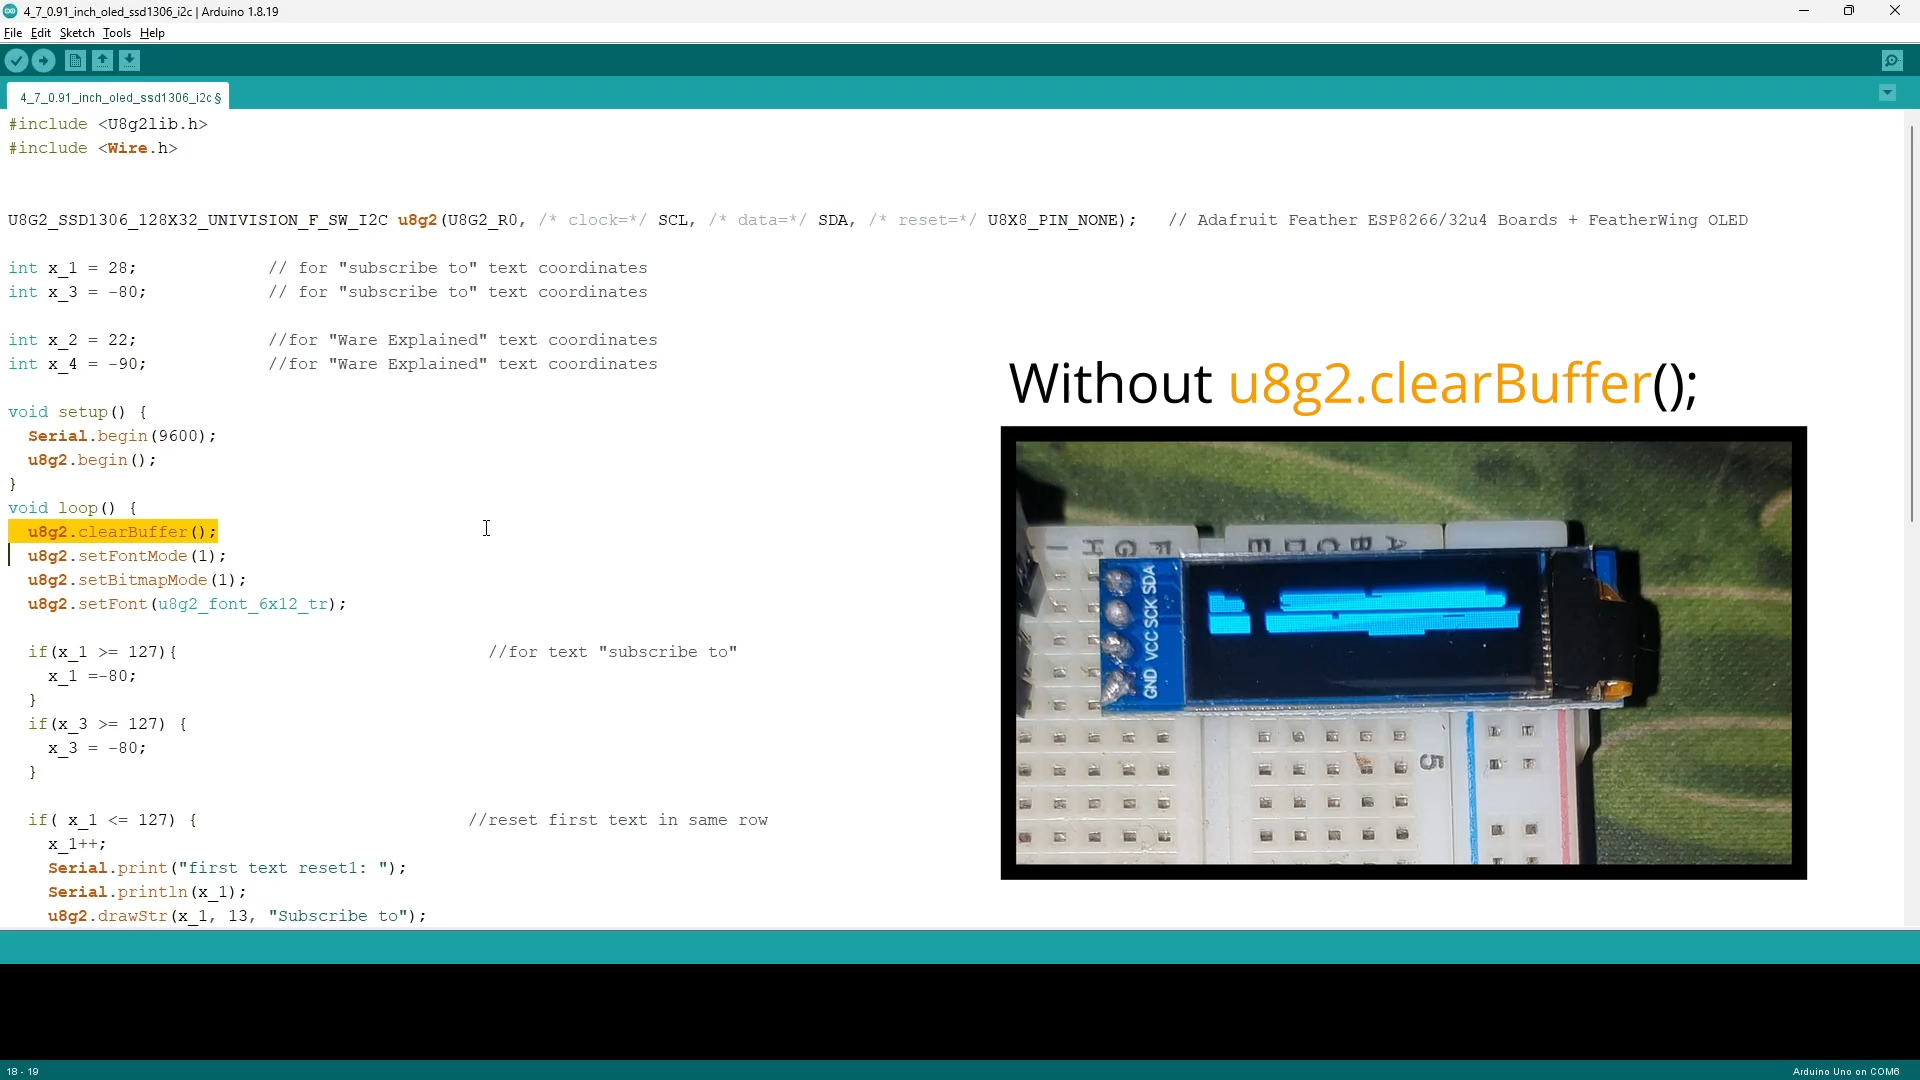 4_7_0.91_inch_oled_ssd1306_i2c | Arduino 1.8.19
File Edit Sketch Tools Help
4_7_0.91_inch_oled_ssd1306_i2c §
#include <U8g2lib.h>
#include <Wire.h>
U8G2_SSD1306_128X32_UNIVISION_F_SW_I2C u8g2(U8G2_R0, /* clock=*/ SCL, /* data=*/ SDA, /* reset=*/ U8X8_PIN_NONE);   // Adafruit Feather ESP8266/32u4 Boards + FeatherWing OLED
int x_1 = 28;             // for "subscribe to" text coordinates
int x_3 = -80;            // for "subscribe to" text coordinates
int x_2 = 22;             //for "Ware Explained" text coordinates
int x_4 = -90;            //for "Ware Explained" text coordinates
void setup() {
  Serial.begin(9600);
  u8g2.begin();
}
void loop() {
  u8g2.clearBuffer();
  u8g2.setFontMode(1);
  u8g2.setBitmapMode(1);
  u8g2.setFont(u8g2_font_6x12_tr);
  if(x_1 >= 127){                               //for text "subscribe to"
    x_1 =-80;
  }
  if(x_3 >= 127) {
    x_3 = -80;
  }
  if( x_1 <= 127) {                           //reset first text in same row
    x_1++;
    Serial.print("first text reset1: ");
    Serial.println(x_1);
    u8g2.drawStr(x_1, 13, "Subscribe to");
Without u8g2.clearBuffer();
I H G F E D C B A
GND VCC SCK SDA
5
18 - 19
Arduino Uno on COM6